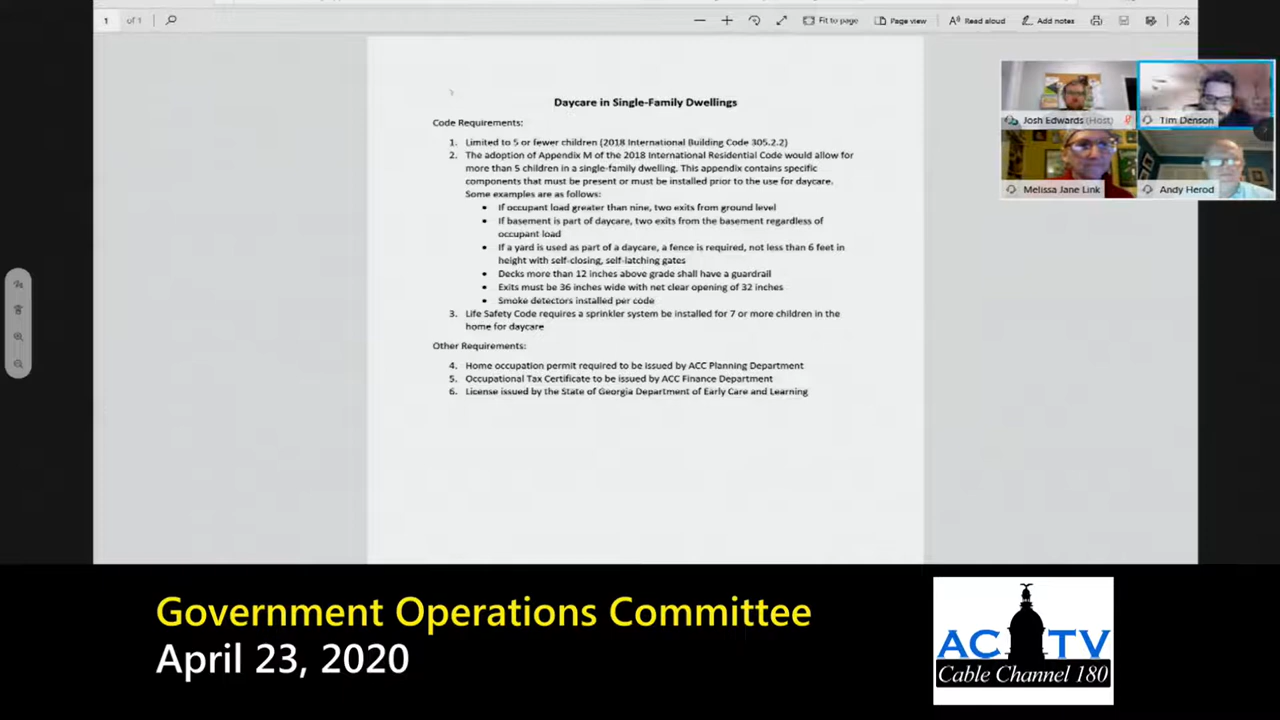 1 of 1
Fit to page
Page view
Read aloud
Add notes
Daycare in Single-Family Dwellings
Code Requirements:
1. Limited to 5 or fewer children (2018 International Building Code 305.2.2)
2. The adoption of Appendix M of the 2018 International Residential Code would allow for
more than 5 children in a single-family dwelling. This appendix contains specific
components that must be present or must be installed prior to the use for daycare.
Some examples are as follows:
• If occupant load greater than nine, two exits from ground level
• If basement is part of daycare, two exits from the basement regardless of
occupant load
• If a yard is used as part of a daycare, a fence is required, not less than 6 feet in
height with self-closing, self-latching gates
• Decks more than 12 inches above grade shall have a guardrail
• Exits must be 36 inches wide with net clear opening of 32 inches
• Smoke detectors installed per code
3. Life Safety Code requires a sprinkler system be installed for 7 or more children in the
home for daycare
Other Requirements:
4. Home occupation permit required to be issued by ACC Planning Department
5. Occupational Tax Certificate to be issued by ACC Finance Department
6. License issued by the State of Georgia Department of Early Care and Learning
Josh Edwards (Host)
Tim Denson
Melissa Jane Link
Andy Herod
Government Operations Committee
April 23, 2020
ACTV
Cable Channel 180